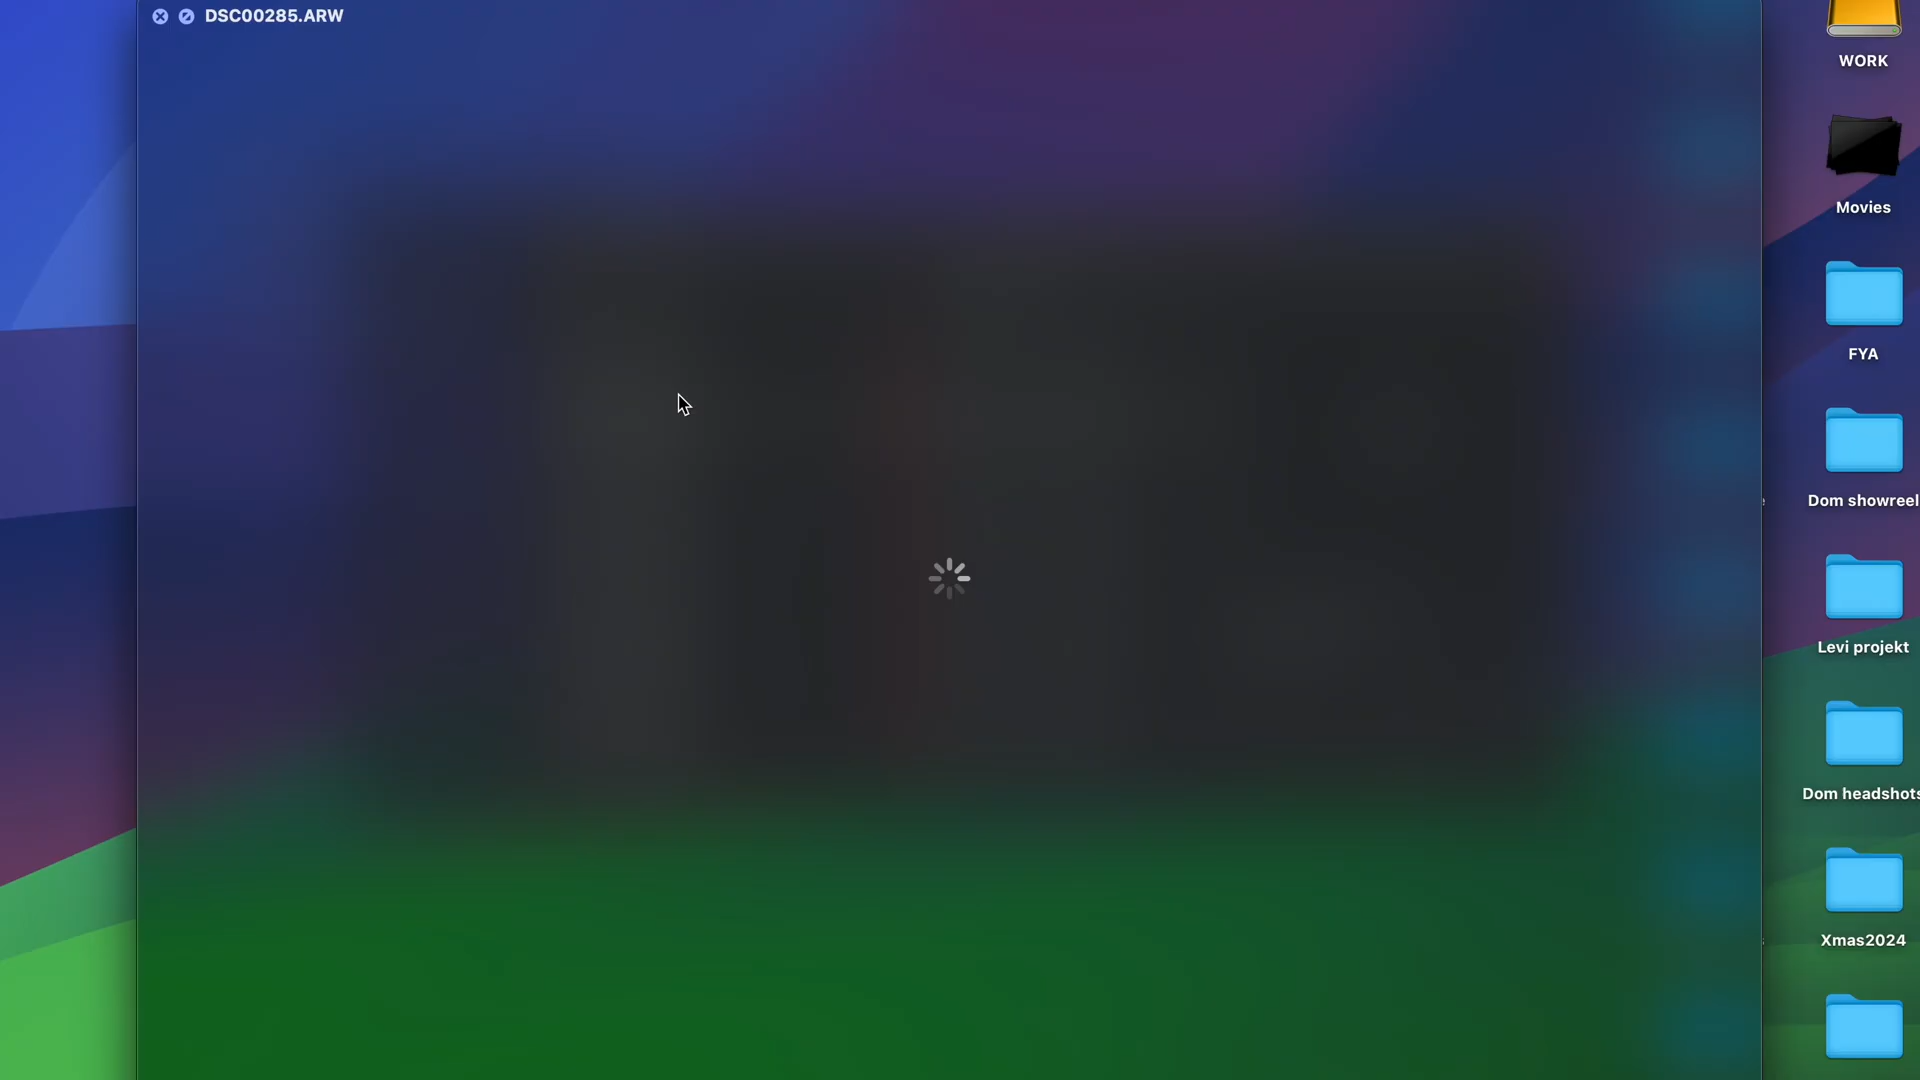 DSC00285.ARW
WORK
Movies
FYA
Dom showreel
Levi projekt
Dom headshots
Xmas2024